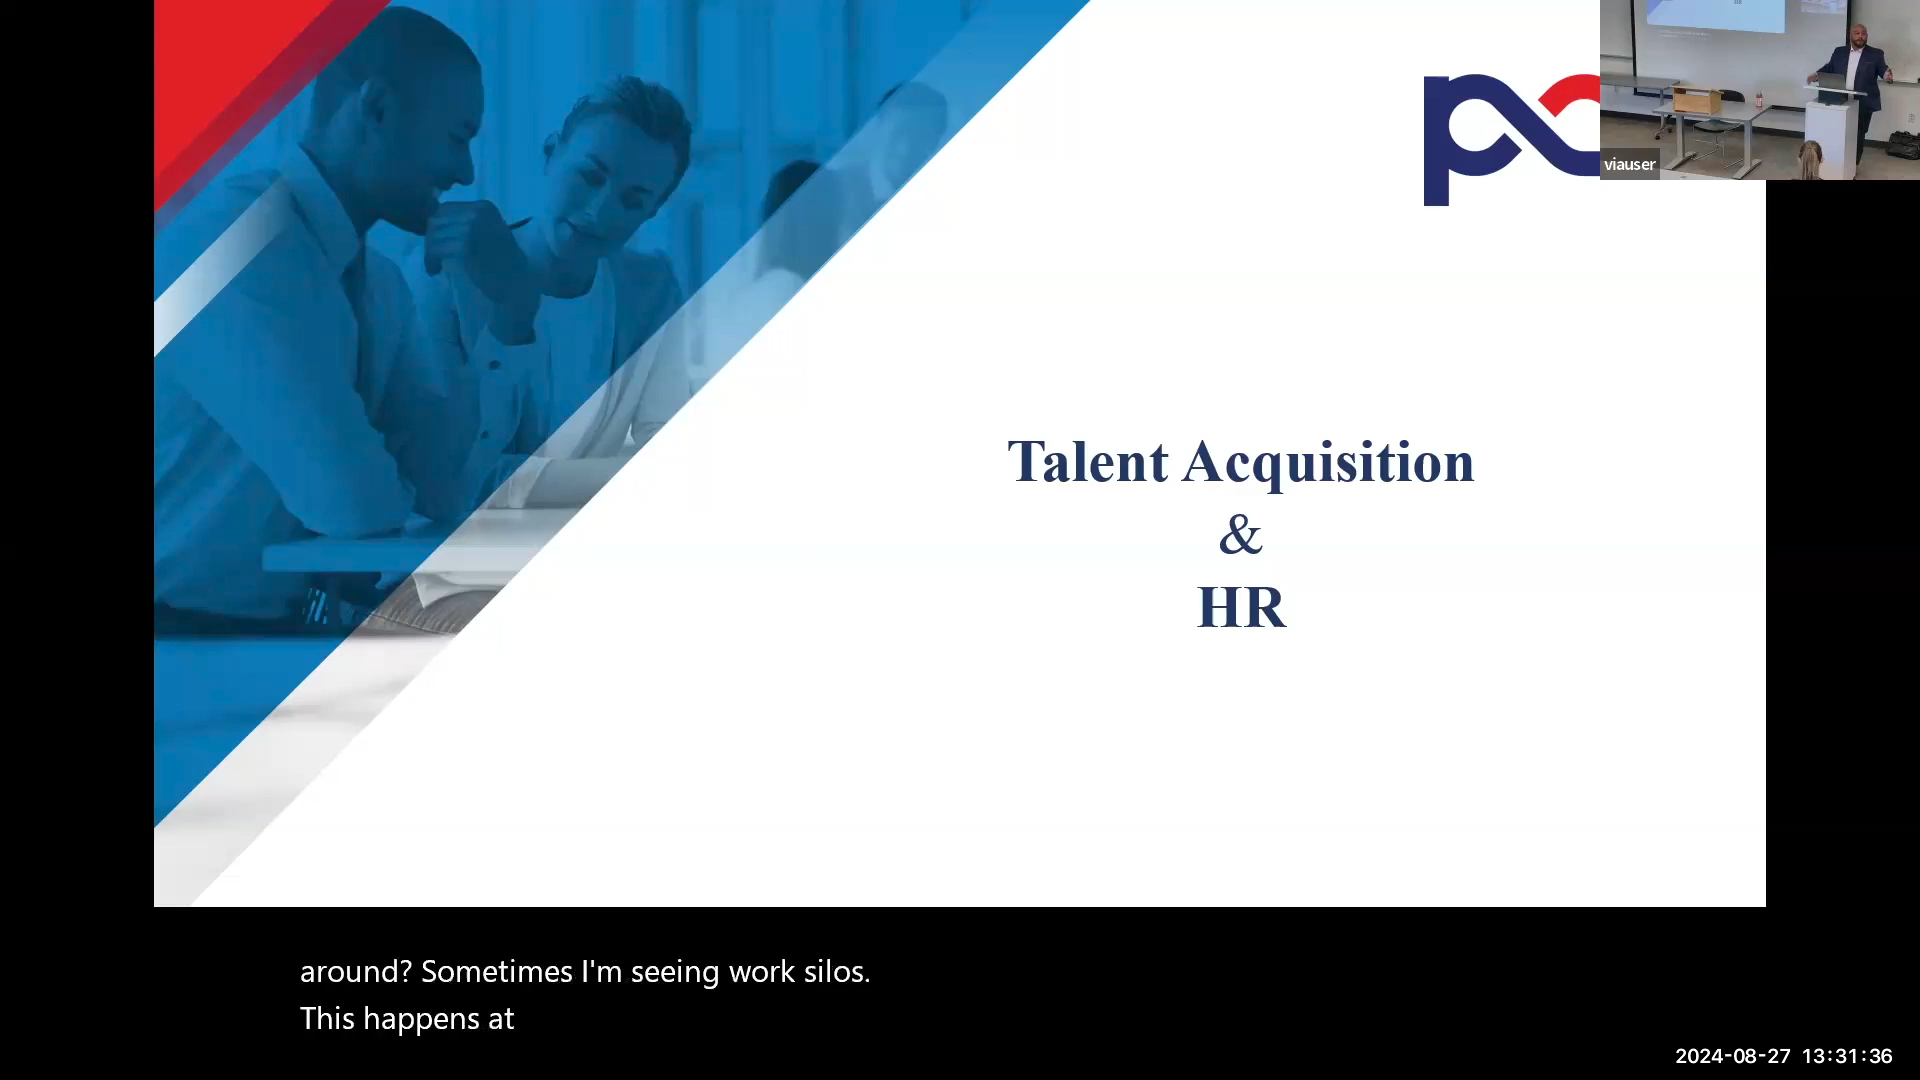 viauser
Talent Acquisition
&
HR
around? Sometimes I'm seeing work silos.
This happens at
2024-08-27 13:31:36